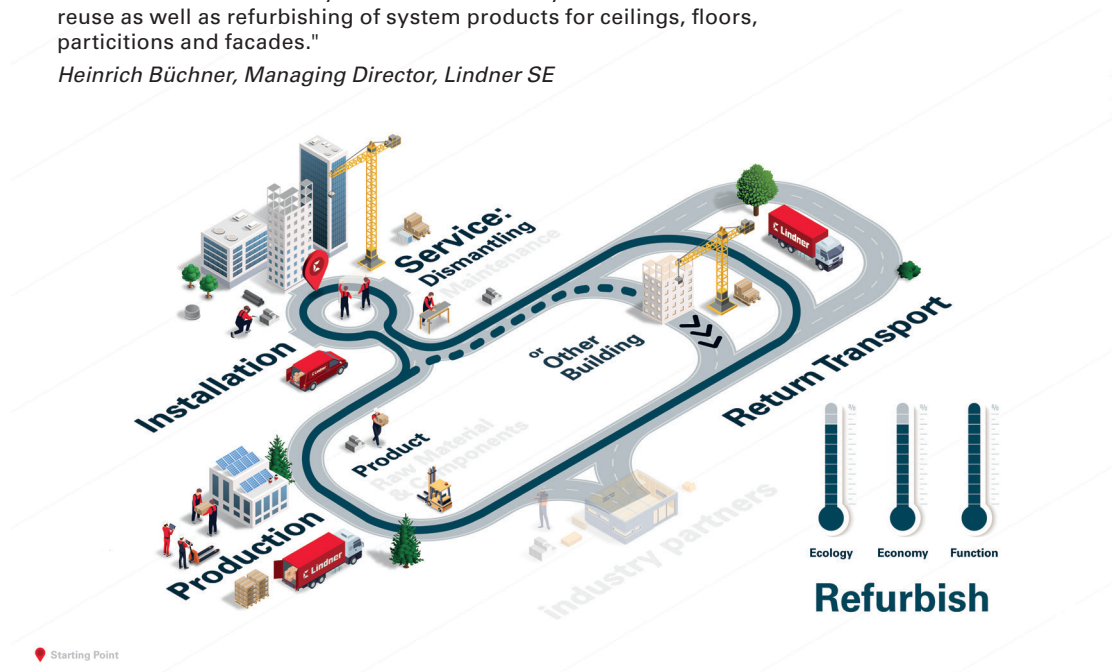 reuse as well as refurbishing of system products for ceilings, floors,
particitions and facades."
Heinrich Büchner, Managing Director, Lindner SE
Service:
Dismantling
Maintenance
Lindner
or Other
Building
Installation
Return Transport
Product
Raw Material
& Components
Production
Lindner
industry partners
%
%
%
Ecology
Economy
Function
Refurbish
Starting Point